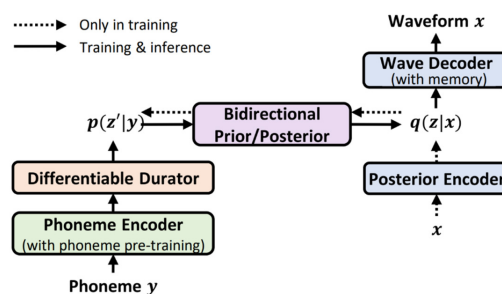 Only in training
Training & inference
Waveform x
Wave Decoder
(with memory)
p(z'|y)
Bidirectional
Prior/Posterior
q(z|x)
Differentiable Durator
Posterior Encoder
Phoneme Encoder
(with phoneme pre-training)
x
Phoneme y